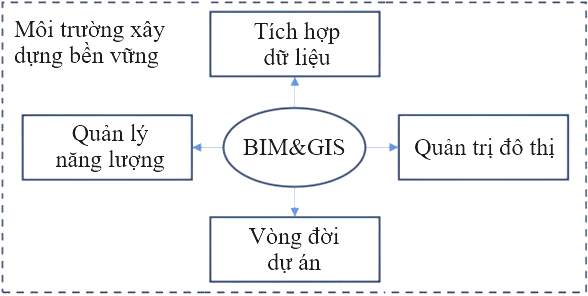 Môi trường xây
dựng bền vững
Tích hợp
dữ liệu
Quản lý
năng lượng
BIM&GIS
Quản trị đô thị
Vòng đời
dự án